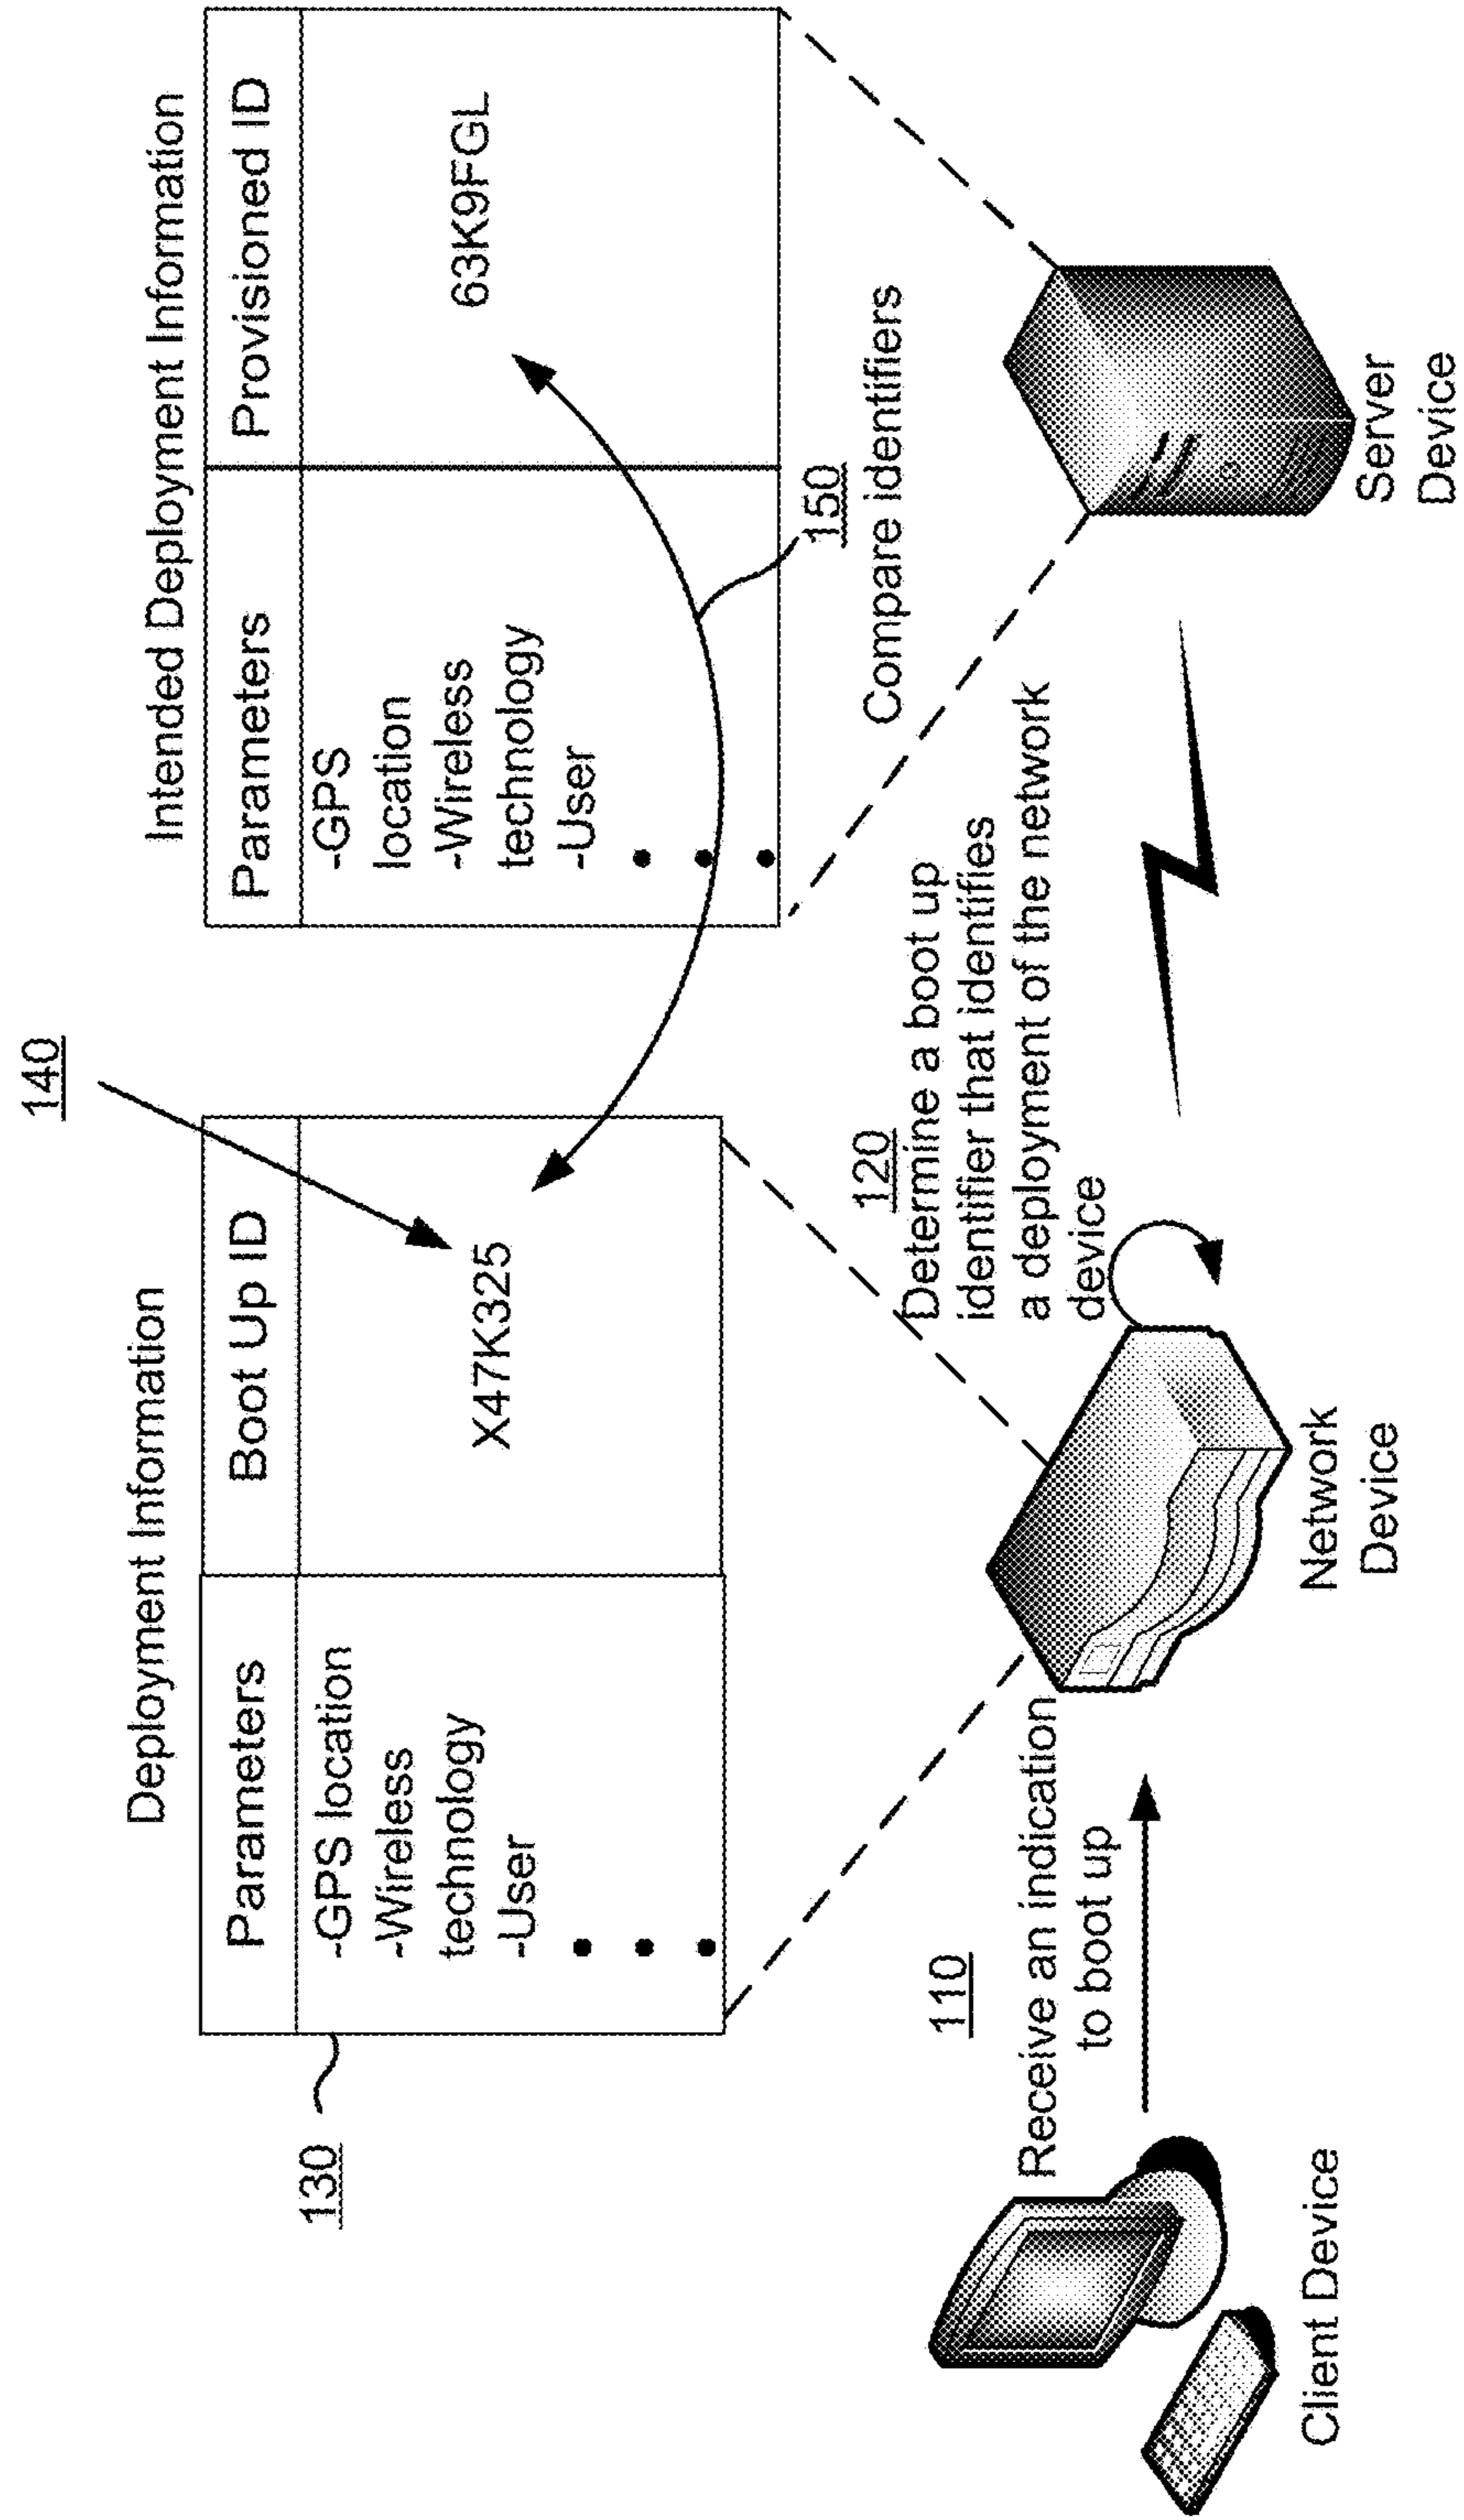 140
Deployment Information
Intended Deployment Information
Parameters
Boot Up ID
Parameters
Provisioned ID
130
-GPS location
-Wireless
technology
-User
X47K325
-GPS
location
-Wireless
technology
-User
63K9FGL
150
Compare identifiers
110
Receive an indication
to boot up
120
Determine a boot up
identifier that identifies
a deployment of the network
device
Client Device
Network
Device
Server
Device